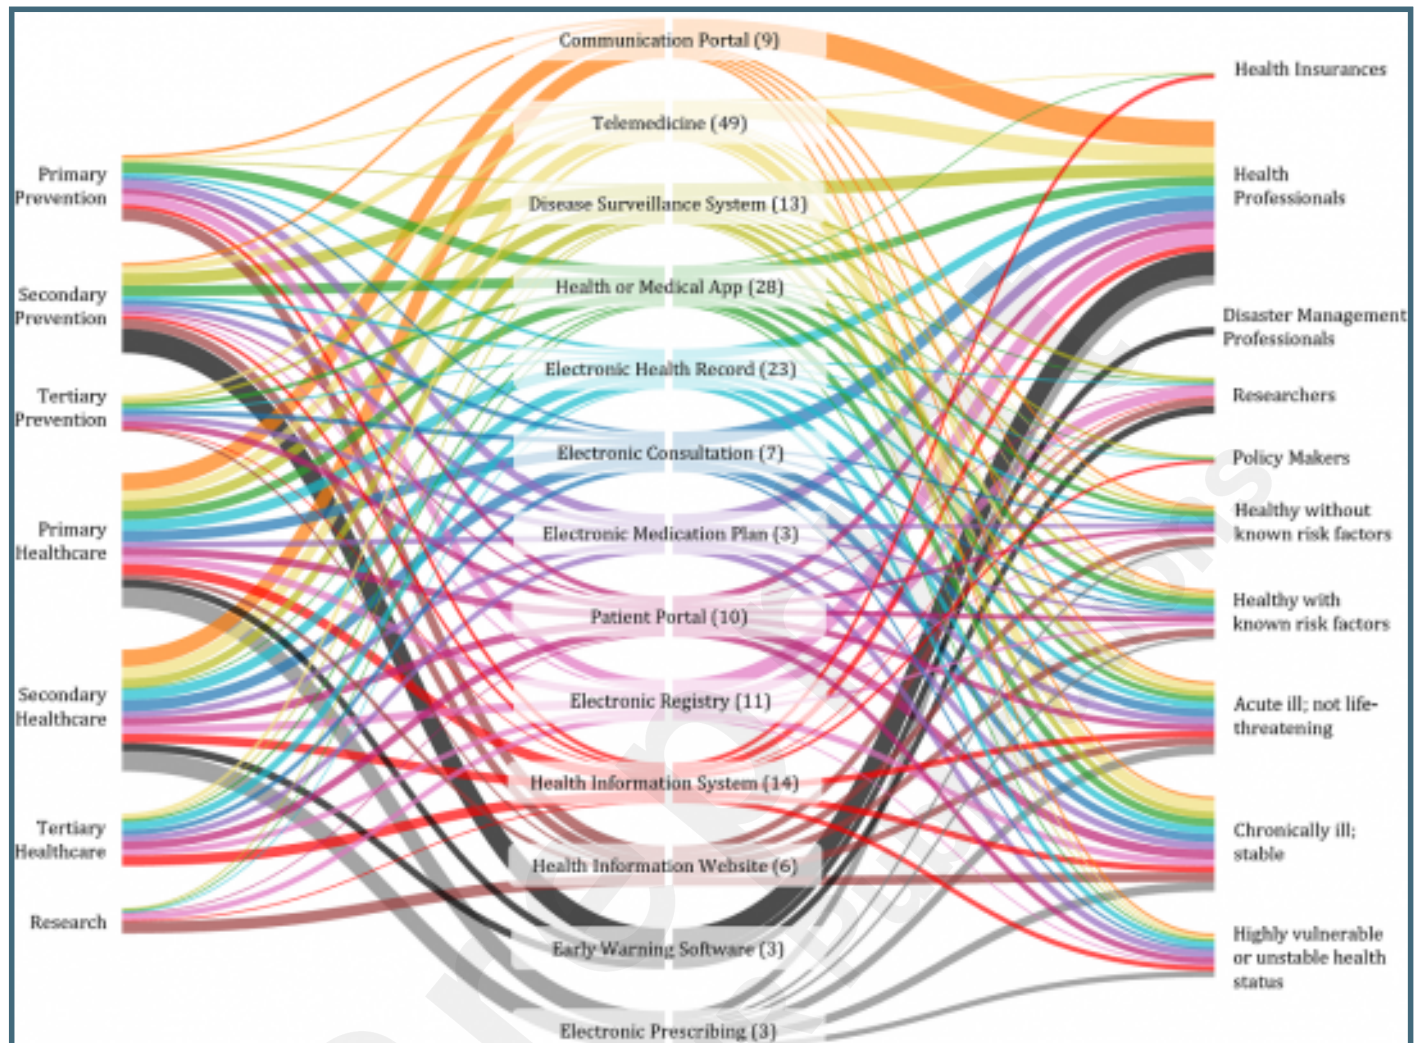 Communication Portal (9)
Telemedicine (49)
Disease Surveillance System (13)
Health or Medical App (28)
Electronic Health Record (23)
Electronic Consultation (7)
Electronic Medication Plan (3)
Patient Portal (10)
Electronic Registry (11)
Health Information System (14)
Health Information Website (6)
Early Warning Software (3)
Electronic Prescribing (3)
Primary
Prevention
Secondary
Prevention
Tertiary
Prevention
Primary
Healthcare
Secondary
Healthcare
Tertiary
Healthcare
Research
Health Insurances
Health
Professionals
Disaster Management
Professionals
Researchers
Policy Makers
Healthy without
known risk factors
Healthy with
known risk factors
Acute ill; not life-
threatening
Chronically ill;
stable
Highly vulnerable
or unstable health
status